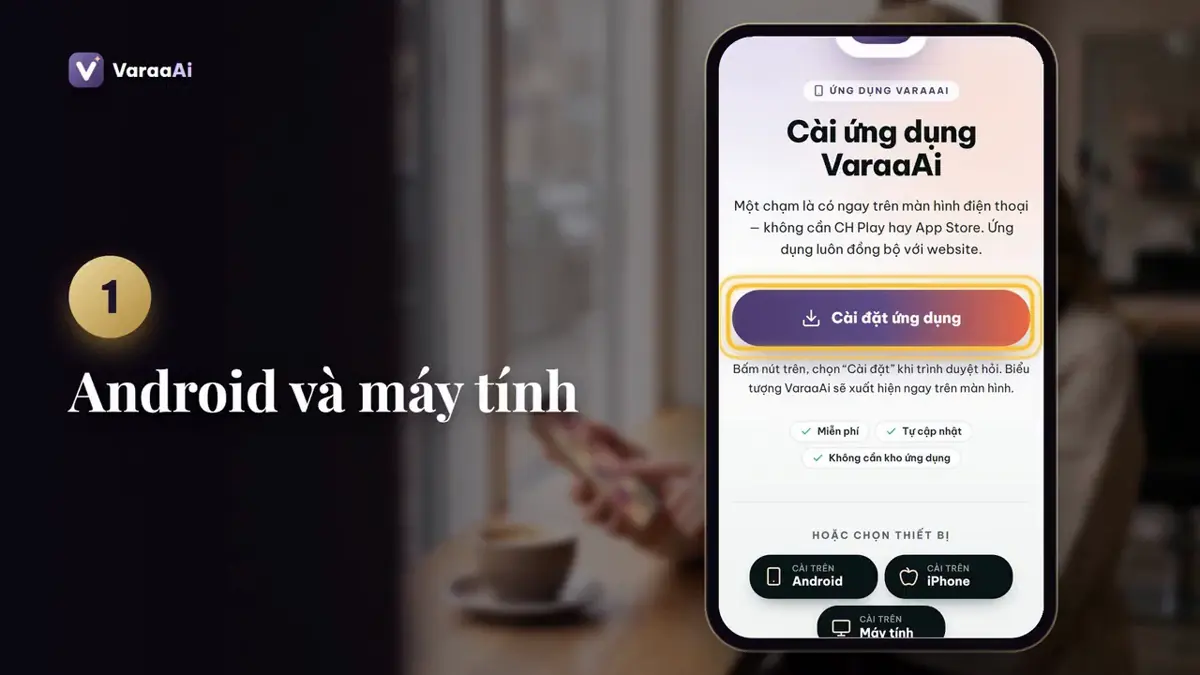 VaraaAi
1
Android và máy tính
ỨNG DỤNG VARAAAI
Cài ứng dụng
VaraaAi
Một chạm là có ngay trên màn hình điện thoại
— không cần CH Play hay App Store. Ứng
dụng luôn đồng bộ với website.
Cài đặt ứng dụng
Bấm nút trên, chọn “Cài đặt” khi trình duyệt hỏi. Biểu
tượng VaraaAi sẽ xuất hiện ngay trên màn hình.
Miễn phí
Tự cập nhật
Không cần kho ứng dụng
HOẶC CHỌN THIẾT BỊ
CÀI TRÊN
Android
CÀI TRÊN
iPhone
CÀI TRÊN
Máy tính